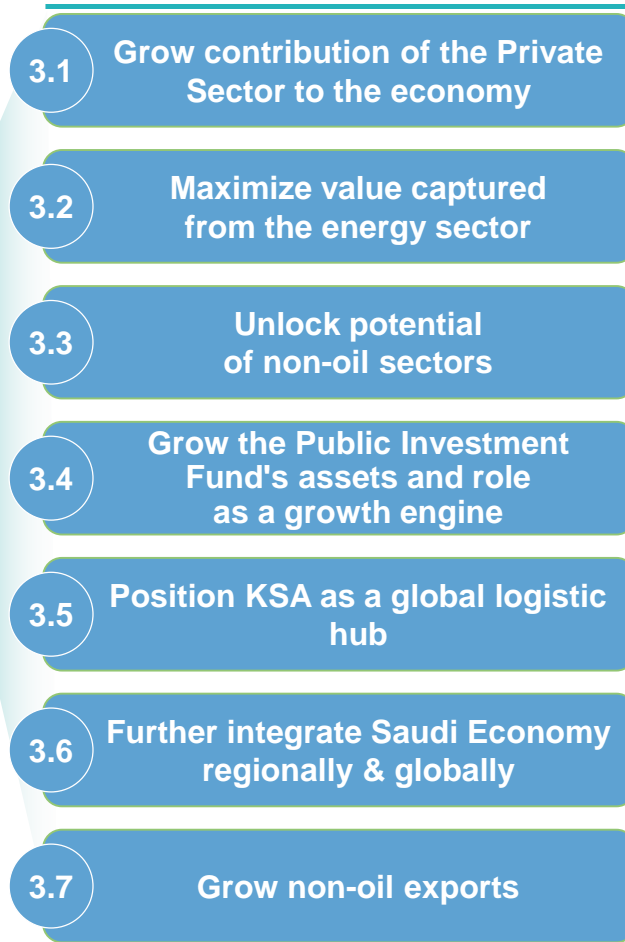 3.1
Grow contribution of the Private
Sector to the economy
3.2
Maximize value captured
from the energy sector
3.3
Unlock potential
of non-oil sectors
3.4
Grow the Public Investment
Fund's assets and role
as a growth engine
3.5
Position KSA as a global logistic
hub
3.6
Further integrate Saudi Economy
regionally & globally
3.7
Grow non-oil exports